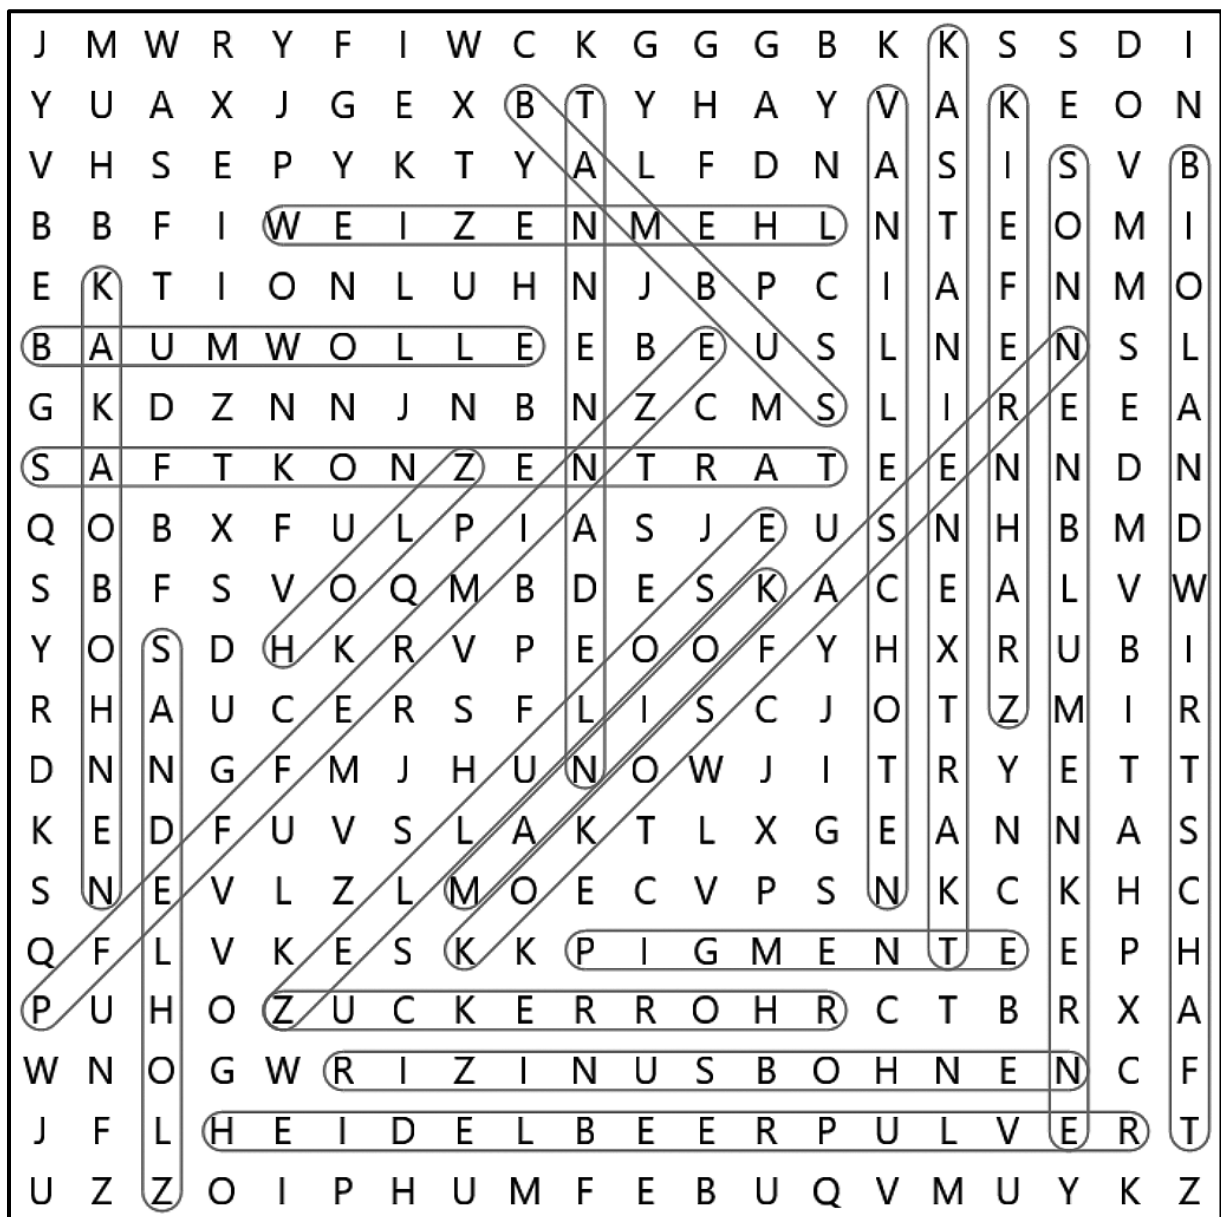 J M W R Y F I W C K G G G B K K S S D I
Y U A X J G E X B T Y H A Y V A K E O N
V H S E P Y K T Y A L F D N A S I S V B
B B F I W E I Z E N M E H L N T E O M I
E K T I O N L U H N J B P C I A F N M O
B A U M W O L L E E B E U S L N E N S L
G K D Z N N J N B N Z C M S L I R E E A
S A F T K O N Z E N T R A T E E N N D N
Q O B X F U L P I A S J E U S N H B M D
S B F S V O Q M B D E S K A C E A L V W
Y O S D H K R V P E O O F Y H X R U B I
R H A U C E R S F L I S C J O T Z M I R
D N N G F M J H U N O W J I T R Y E T T
K E D F U V S L A K T L X G E A N N A S
S N E V L Z L M O E C V P S N K C K H C
Q F L V K E S K K P I G M E N T E E P H
P U H O Z U C K E R R O H R C T B R X A
W N O G W R I Z I N U S B O H N E N C F
J F L H E I D E L B E E R P U L V E R T
U Z Z O I P H U M F E B U Q V M U Y K Z